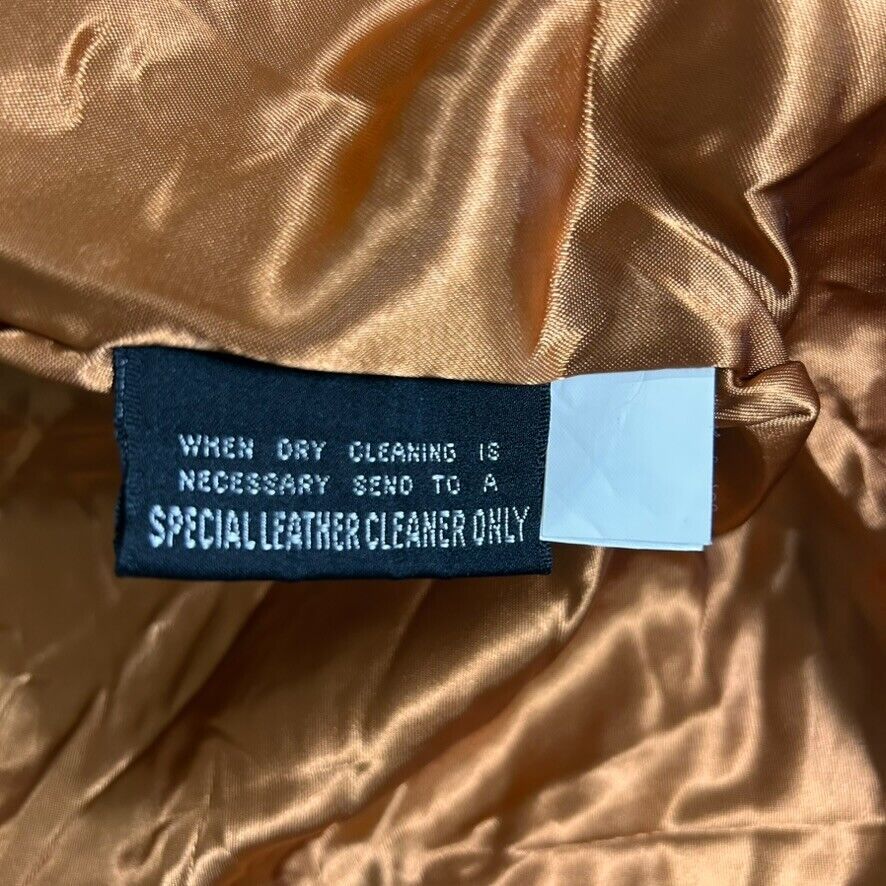 WHEN DRY CLEANING IS
NECESSARY SEND TO A
SPECIAL LEATHER CLEANER ONLY